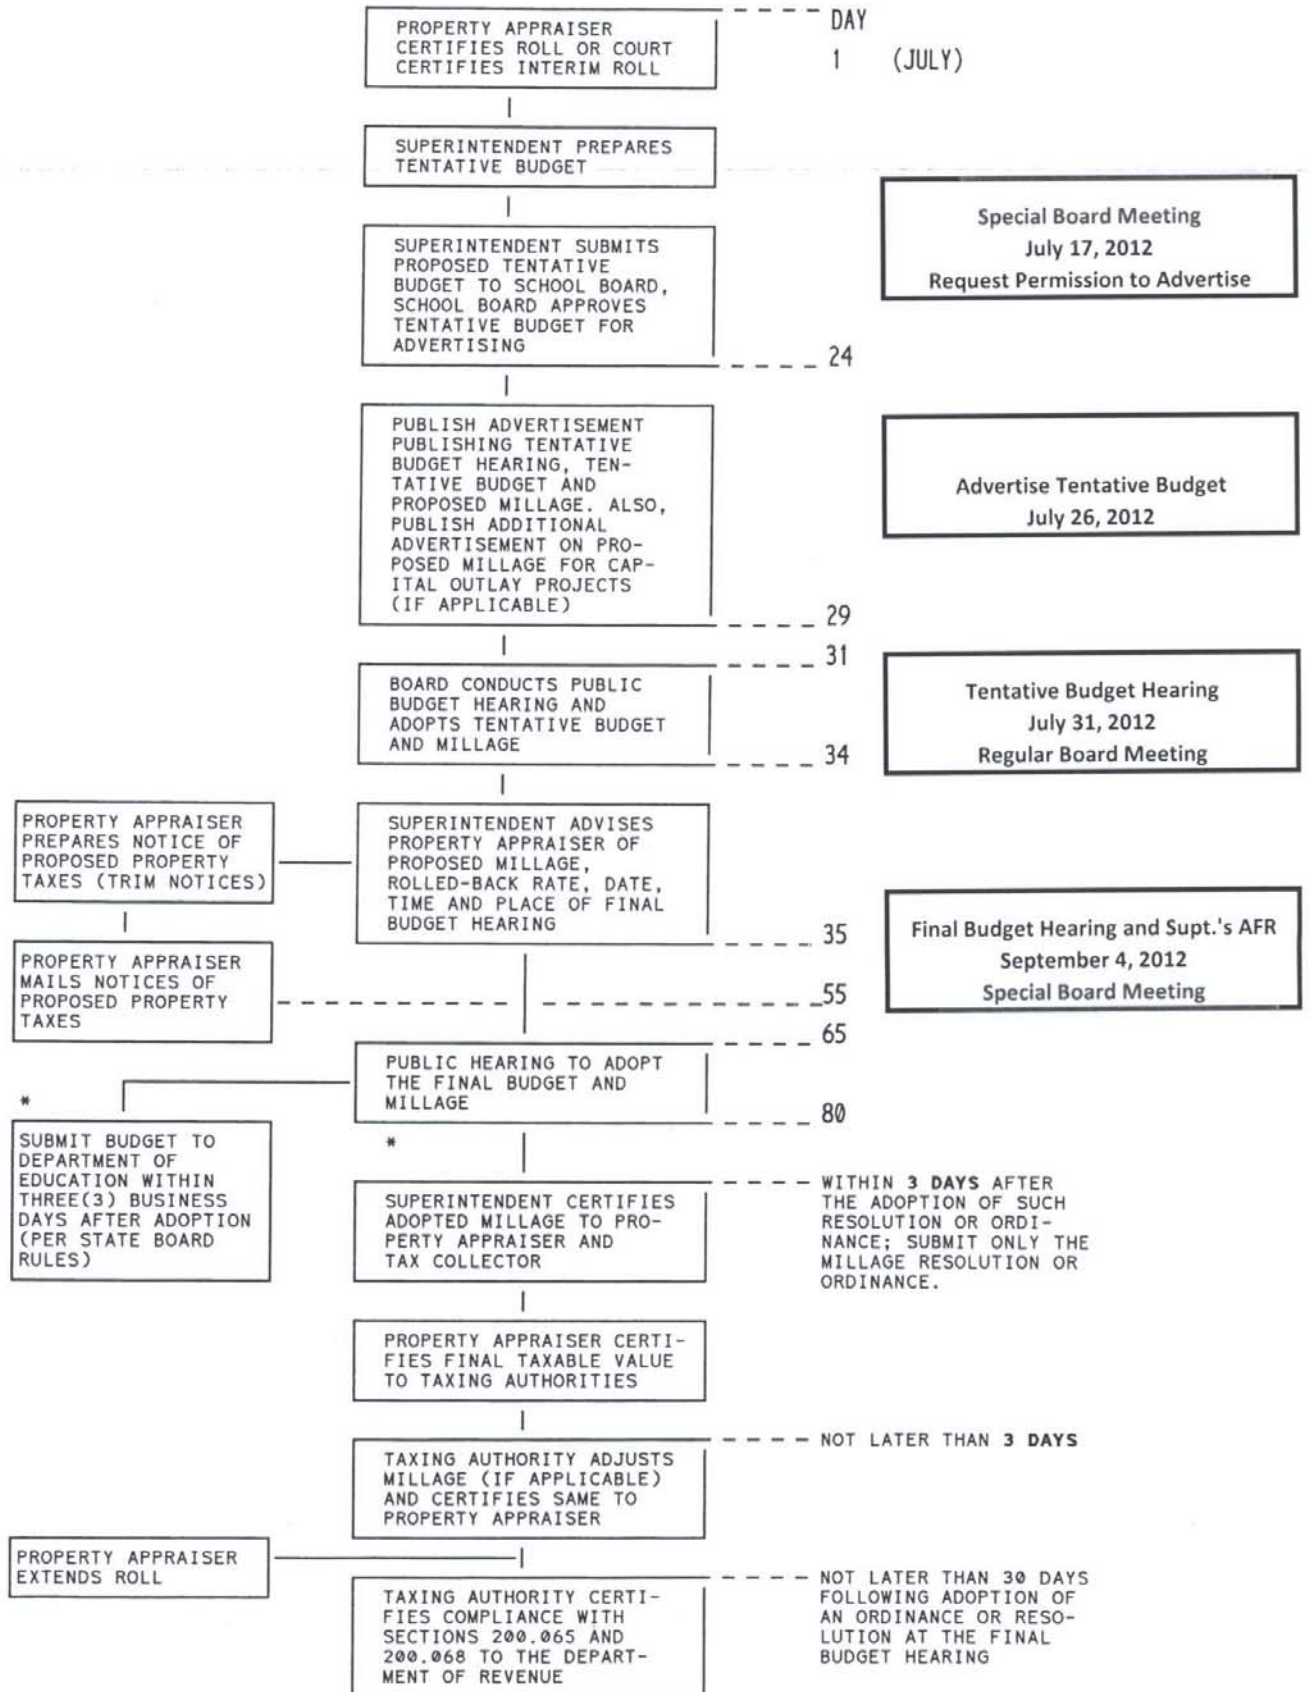 PROPERTY APPRAISER
CERTIFIES ROLL OR COURT
CERTIFIES INTERIM ROLL
DAY
1 (JULY)
SUPERINTENDENT PREPARES
TENTATIVE BUDGET
SUPERINTENDENT SUBMITS
PROPOSED TENTATIVE
BUDGET TO SCHOOL BOARD,
SCHOOL BOARD APPROVES
TENTATIVE BUDGET FOR
ADVERTISING
24
Special Board Meeting
July 17, 2012
Request Permission to Advertise
PUBLISH ADVERTISEMENT
PUBLISHING TENTATIVE
BUDGET HEARING, TEN-
TATIVE BUDGET AND
PROPOSED MILLAGE. ALSO,
PUBLISH ADDITIONAL
ADVERTISEMENT ON PRO-
POSED MILLAGE FOR CAP-
ITAL OUTLAY PROJECTS
(IF APPLICABLE)
29
Advertise Tentative Budget
July 26, 2012
31
BOARD CONDUCTS PUBLIC
BUDGET HEARING AND
ADOPTS TENTATIVE BUDGET
AND MILLAGE
34
Tentative Budget Hearing
July 31, 2012
Regular Board Meeting
PROPERTY APPRAISER
PREPARES NOTICE OF
PROPOSED PROPERTY
TAXES (TRIM NOTICES)
SUPERINTENDENT ADVISES
PROPERTY APPRAISER OF
PROPOSED MILLAGE,
ROLLED-BACK RATE, DATE,
TIME AND PLACE OF FINAL
BUDGET HEARING
35
Final Budget Hearing and Supt.'s AFR
September 4, 2012
Special Board Meeting
PROPERTY APPRAISER
MAILS NOTICES OF
PROPOSED PROPERTY
TAXES
55
65
PUBLIC HEARING TO ADOPT
THE FINAL BUDGET AND
MILLAGE
80
*
SUBMIT BUDGET TO
DEPARTMENT OF
EDUCATION WITHIN
THREE(3) BUSINESS
DAYS AFTER ADOPTION
(PER STATE BOARD
RULES)
*
SUPERINTENDENT CERTIFIES
ADOPTED MILLAGE TO PRO-
PERTY APPRAISER AND
TAX COLLECTOR
WITHIN 3 DAYS AFTER
THE ADOPTION OF SUCH
RESOLUTION OR ORDI-
NANCE; SUBMIT ONLY THE
MILLAGE RESOLUTION OR
ORDINANCE.
PROPERTY APPRAISER CERTI-
FIES FINAL TAXABLE VALUE
TO TAXING AUTHORITIES
TAXING AUTHORITY ADJUSTS
MILLAGE (IF APPLICABLE)
AND CERTIFIES SAME TO
PROPERTY APPRAISER
NOT LATER THAN 3 DAYS
PROPERTY APPRAISER
EXTENDS ROLL
TAXING AUTHORITY CERTI-
FIES COMPLIANCE WITH
SECTIONS 200.065 AND
200.068 TO THE DEPART-
MENT OF REVENUE
NOT LATER THAN 30 DAYS
FOLLOWING ADOPTION OF
AN ORDINANCE OR RESO-
LUTION AT THE FINAL
BUDGET HEARING